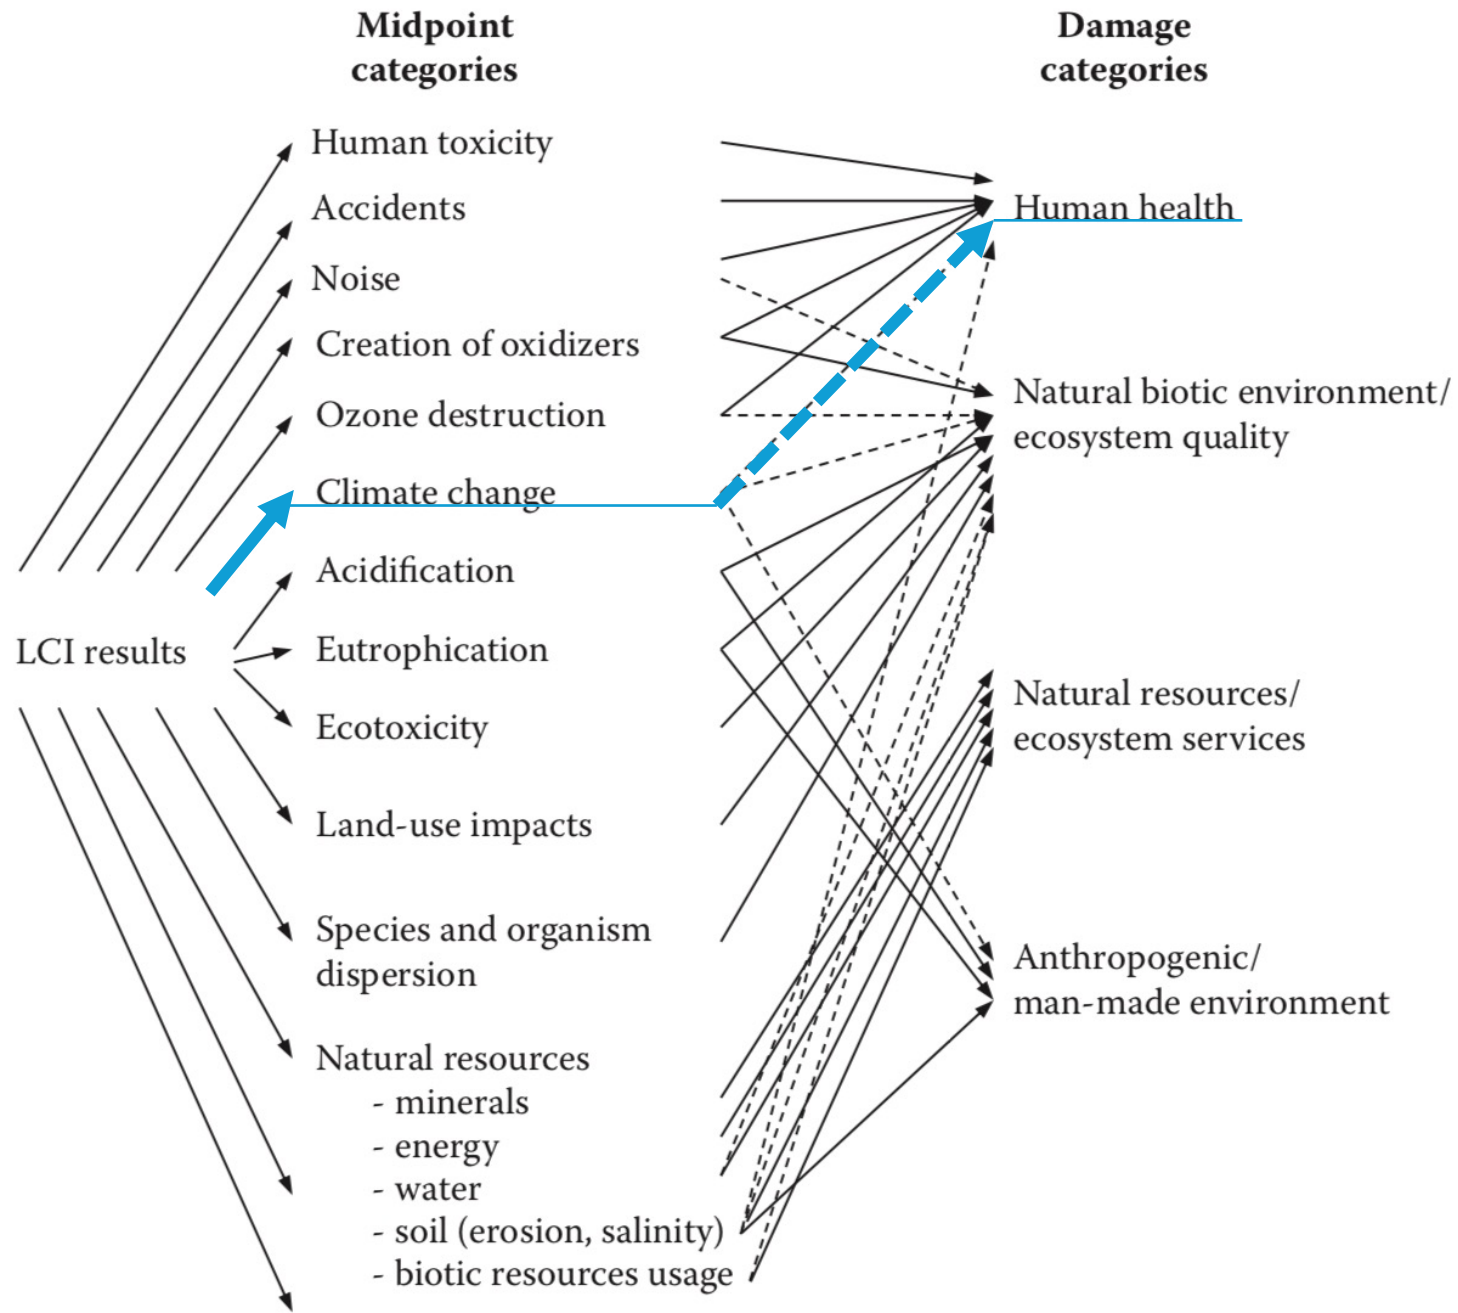 Midpoint
categories
Damage
categories
Human toxicity
Accidents
Noise
Creation of oxidizers
Ozone destruction
Climate change
Acidification
LCI results
Eutrophication
Ecotoxicity
Land-use impacts
Species and organism
dispersion
Natural resources
- minerals
- energy
- water
- soil (erosion, salinity)
- biotic resources usage
Human health
Natural biotic environment/
ecosystem quality
Natural resources/
ecosystem services
Anthropogenic/
man-made environment